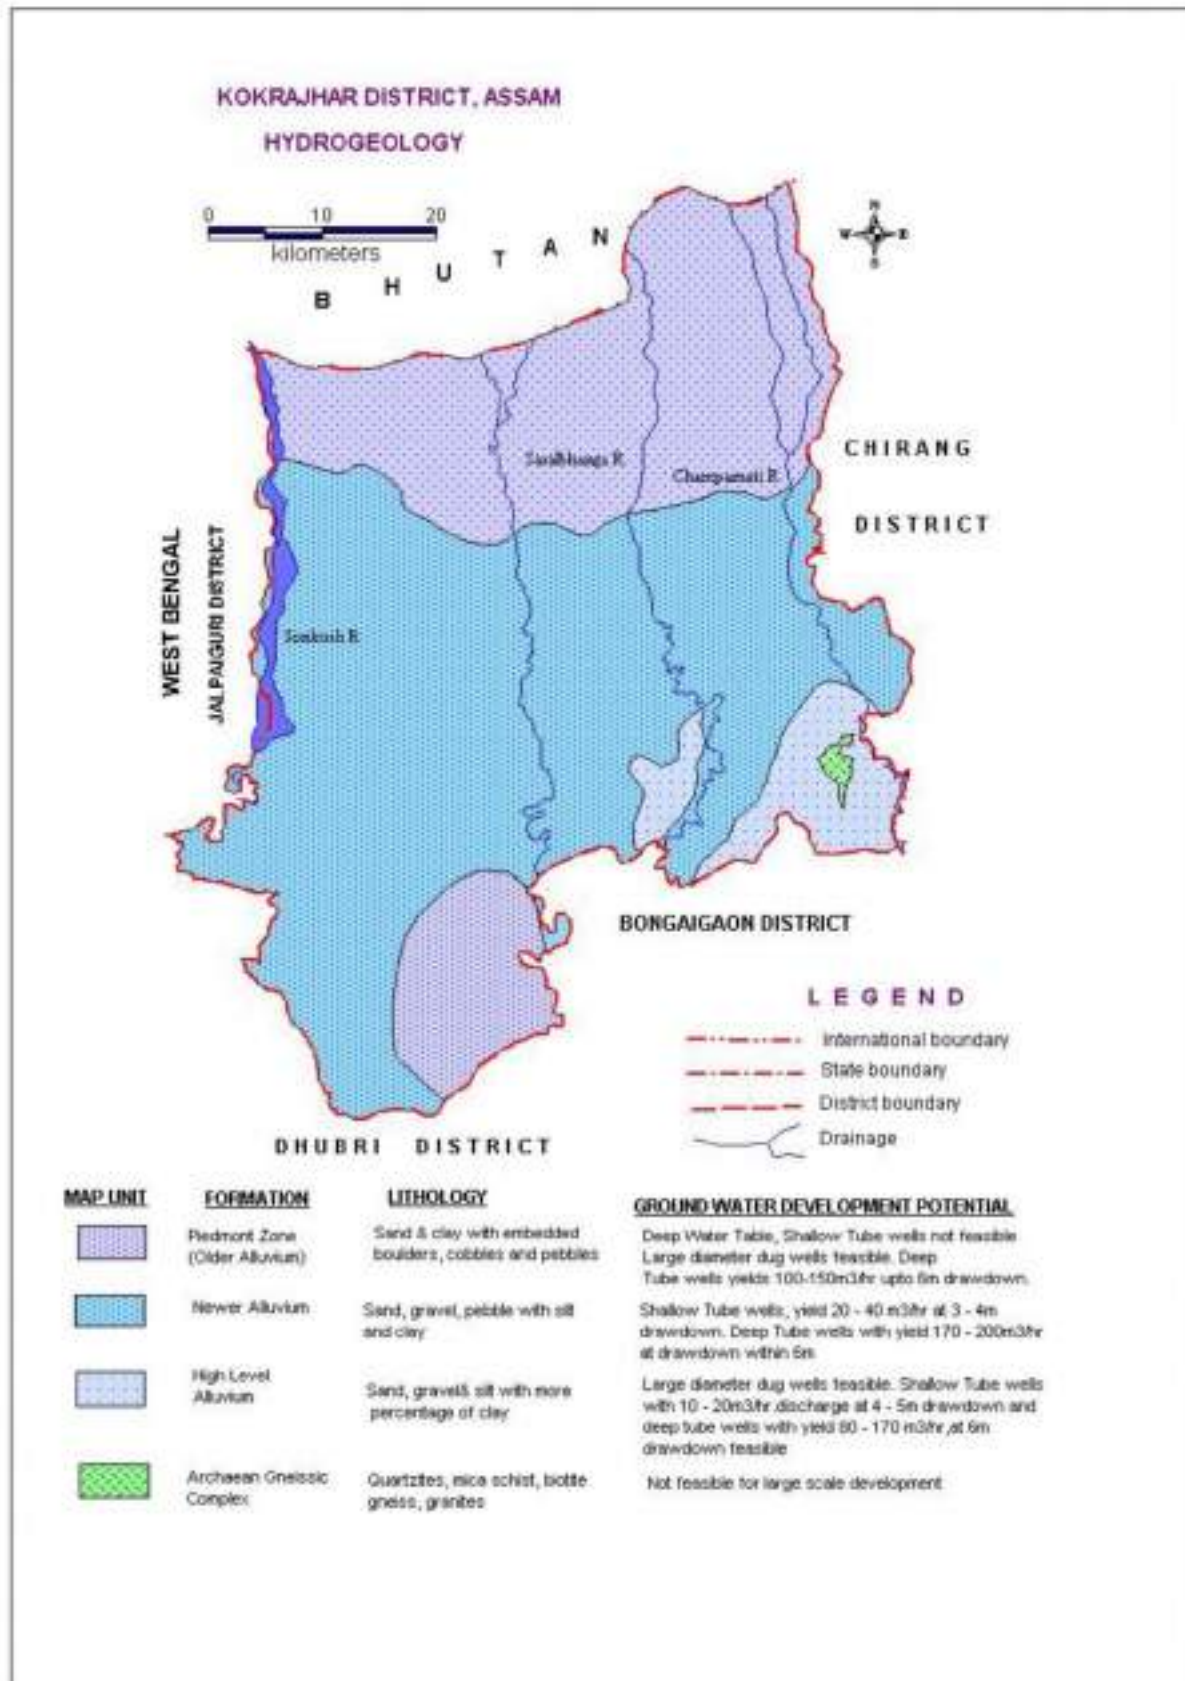 KOKRAJHAR DISTRICT, ASSAM
HYDROGEOLOGY
0 10 20
kilometers
B H U T A N
N
W E
S
CHIRANG
DISTRICT
Champamati R.
WEST BENGAL
JALPAIGURI DISTRICT
Sonkosh R
BONGAIGAON DISTRICT
DHUBRI DISTRICT
LEGEND
International boundary
State boundary
District boundary
Drainage
MAP UNIT FORMATION LITHOLOGY GROUND WATER DEVELOPMENT POTENTIAL
Piedmont Zone
(Older Alluvium)
Sand & clay with embedded
boulders, cobbles and pebbles
Deep Water Table, Shallow Tube wells not feasible
Large diameter dug wells feasible. Deep
Tube wells yields 100-150m3/hr upto 6m drawdown.
Newer Alluvium
Sand, gravel, pebble with silt
and clay
Shallow Tube wells, yield 20 - 40 m3/hr at 3 - 4m
drawdown. Deep Tube wells with yield 170 - 200m3/hr
at drawdown within 6m
High Level
Alluvium
Sand, gravel& silt with more
percentage of clay
Large diameter dug wells feasible. Shallow Tube wells
with 10 - 20m3/hr.discharge at 4 - 5m drawdown and
deep tube wells with yield 80 - 170 m3/hr,at 6m
drawdown feasible
Archaean Gneissic
Complex
Quartzites, mica schist, biotite
gneiss, granites
Not feasible for large scale development